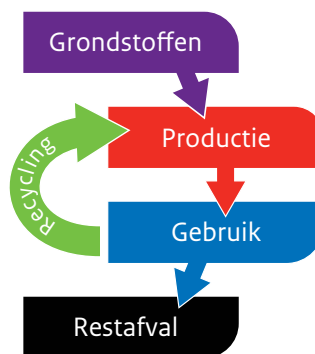 Grondstoffen
Productie
Recycling
Gebruik
Restafval